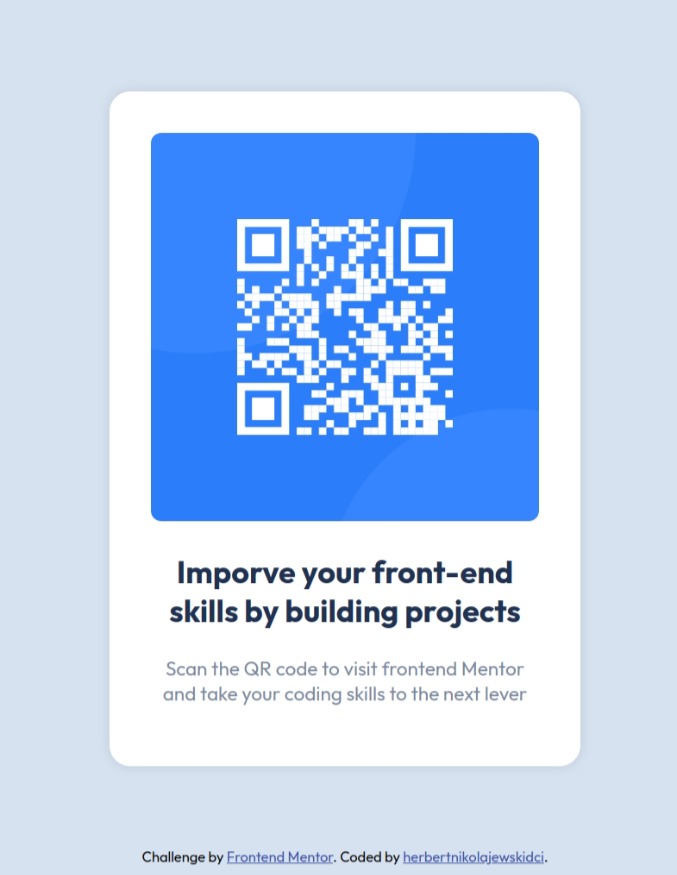 Imporve your front-end
skills by building projects
Scan the QR code to visit frontend Mentor
and take your coding skills to the next lever
Challenge by Frontend Mentor. Coded by herbertnikolajewskidci.